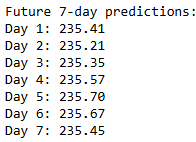 Future 7-day predictions:
Day 1: 235.41
Day 2: 235.21
Day 3: 235.35
Day 4: 235.57
Day 5: 235.70
Day 6: 235.67
Day 7: 235.45